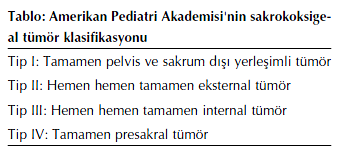 Tablo: Amerikan Pediatri Akademisi'nin sakrokoksige-
al tümör klasifikasyonu
Tip I: Tamamen pelvis ve sakrum dışı yerleşimli tümör
Tip II: Hemen hemen tamamen eksternal tümör
Tip III: Hemen hemen tamamen internal tümör
Tip IV: Tamamen presakral tümör